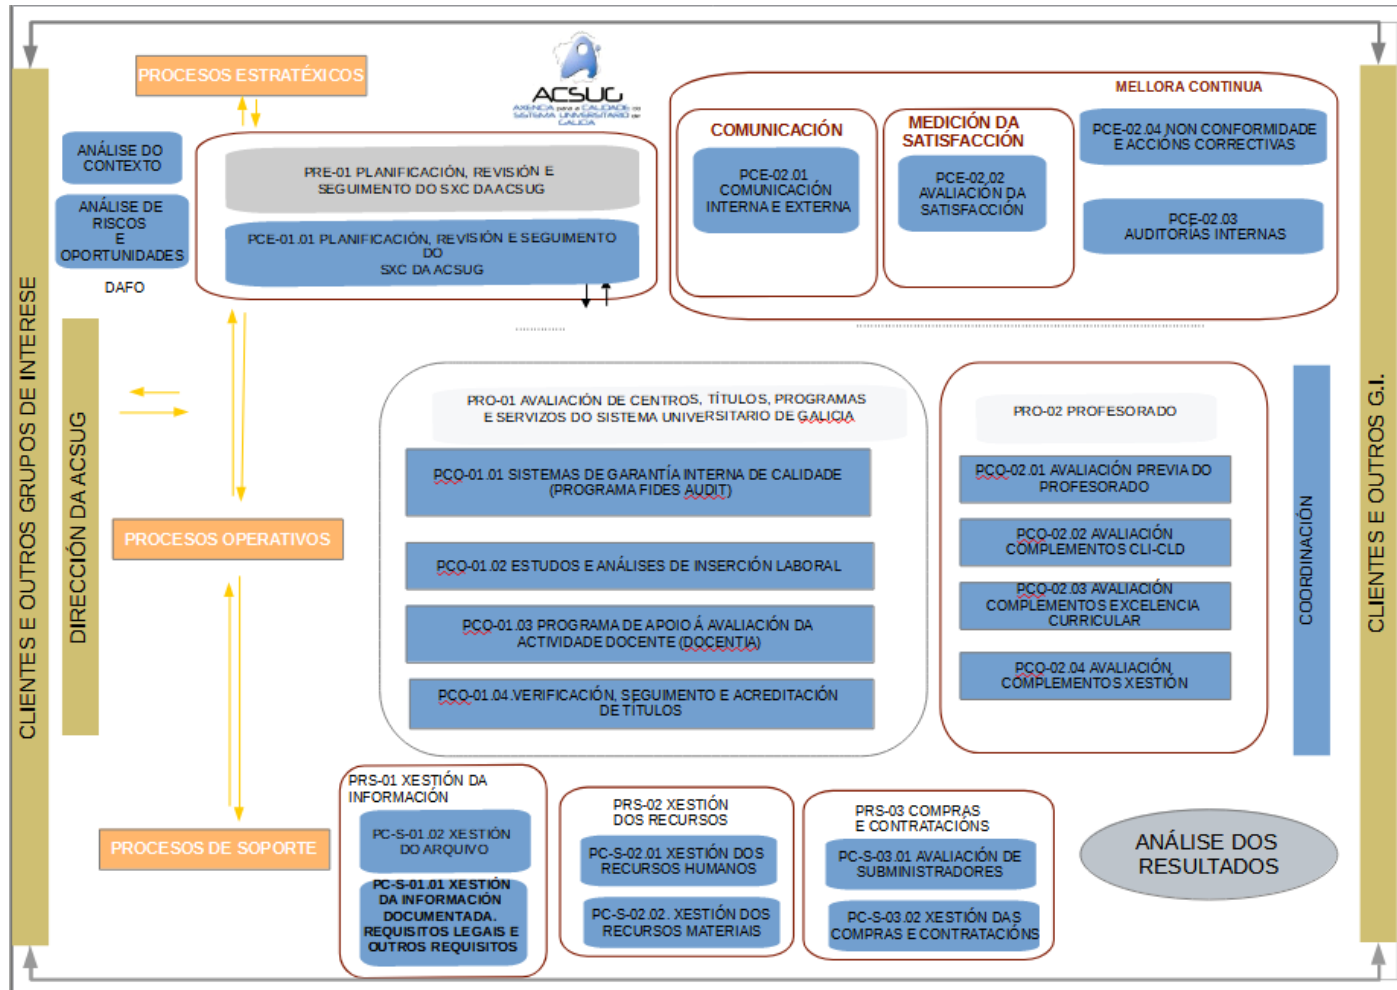 PROCESOS ESTRATÉXICOS
ACSUG
AXENCIA para a CALIDADE do
SISTEMA UNIVERSITARIO de
GALICIA
MELLORA CONTINUA
COMUNICACIÓN
MEDICIÓN DA
SATISFACCIÓN
PCE-02.04 NON CONFORMIDADE
E ACCIÓNS CORRECTIVAS
ANÁLISE DO
CONTEXTO
PRE-01 PLANIFICACIÓN, REVISIÓN E
SEGUIMENTO DO SXC DA ACSUG
PCE-02.01
COMUNICACIÓN
INTERNA E EXTERNA
PCE-02,02
AVALIACIÓN DA
SATISFACCIÓN
ANÁLISE DE
RISCOS
E
OPORTUNIDADES
PCE-02.03
AUDITORÍAS INTERNAS
PCE-01.01 PLANIFICACIÓN, REVISIÓN E SEGUIMENTO
DO
SXC DA ACSUG
DAFO
CLIENTES E OUTROS GRUPOS DE INTERESE
DIRECCIÓN DA ACSUG
PRO-01 AVALIACIÓN DE CENTROS, TÍTULOS, PROGRAMAS
E SERVIZOS DO SISTEMA UNIVERSITARIO DE GALICIA
PRO-02 PROFESORADO
PCO-01.01 SISTEMAS DE GARANTÍA INTERNA DE CALIDADE
(PROGRAMA FIDES AUDIT)
PCO-02.01 AVALIACIÓN PREVIA DO
PROFESORADO
PROCESOS OPERATIVOS
PCO-02.02 AVALIACIÓN
COMPLEMENTOS CLI-CLD
PCO-01.02 ESTUDOS E ANÁLISES DE INSERCIÓN LABORAL
PCO-02.03 AVALIACIÓN
COMPLEMENTOS EXCELENCIA
CURRICULAR
PCO-01.03 PROGRAMA DE APOIO Á AVALIACIÓN DA
ACTIVIDADE DOCENTE (DOCENTIA)
PCO-02.04 AVALIACIÓN
COMPLEMENTOS XESTIÓN
PCO-01.04.VERIFICACIÓN, SEGUIMENTO E ACREDITACIÓN
DE TÍTULOS
COORDINACIÓN
CLIENTES E OUTROS G.I.
PROCESOS DE SOPORTE
PRS-01 XESTIÓN DA
INFORMACIÓN
PC-S-01.02 XESTIÓN
DO ARQUIVO
PC-S-01.01 XESTIÓN
DA INFORMACIÓN
DOCUMENTADA.
REQUISITOS LEGAIS E
OUTROS REQUISITOS
PRS-02 XESTIÓN
DOS RECURSOS
PC-S-02.01 XESTIÓN DOS
RECURSOS HUMANOS
PC-S-02.02. XESTIÓN DOS
RECURSOS MATERIAIS
PRS-03 COMPRAS
E CONTRATACIÓNS
PC-S-03.01 AVALIACIÓN DE
SUBMINISTRADORES
PC-S-03.02 XESTIÓN DAS
COMPRAS E CONTRATACIÓNS
ANÁLISE DOS
RESULTADOS